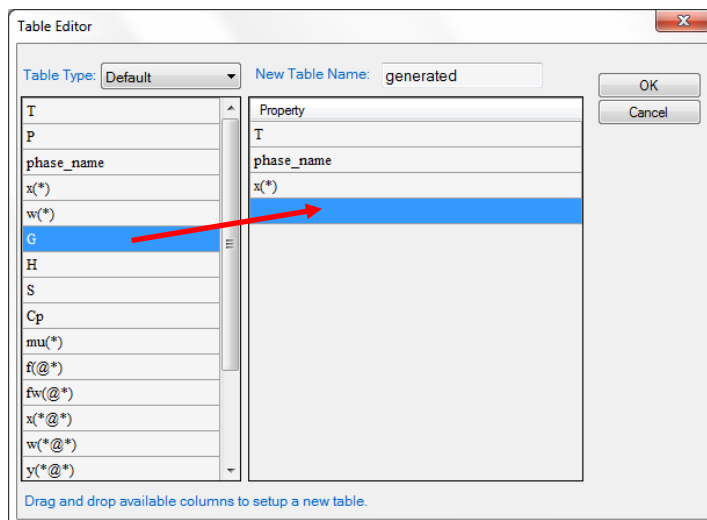 Table Editor
Table Type: Default
New Table Name: generated
OK
Cancel
T
P
phase_name
x(*)
w(*)
G
H
S
Cp
mu(*)
f(@*)
fw(@*)
x(*@*)
w(*@*)
y(*@*)
Property
T
phase_name
x(*)
Drag and drop available columns to setup a new table.